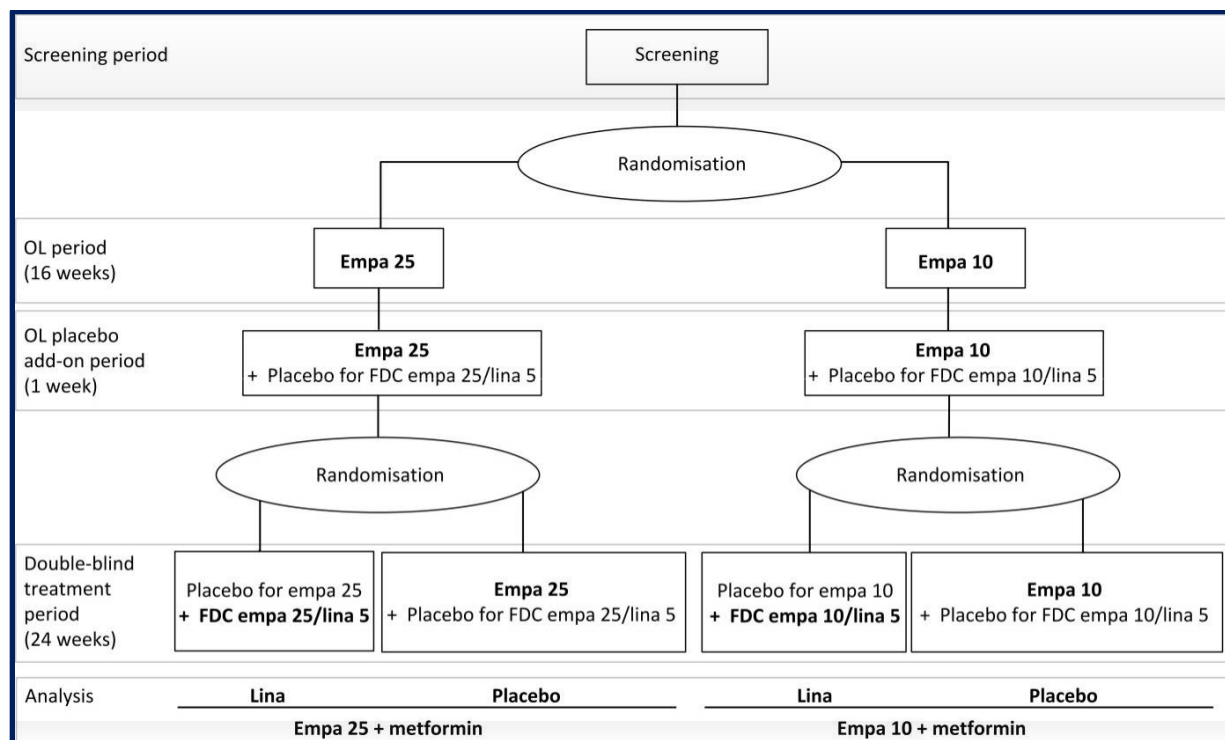 Screening period
Screening
Randomisation
OL period
(16 weeks)
Empa 25
Empa 10
OL placebo
add-on period
(1 week)
Empa 25
+ Placebo for FDC empa 25/lina 5
Empa 10
+ Placebo for FDC empa 10/lina 5
Randomisation
Randomisation
Double-blind
treatment
period
(24 weeks)
Placebo for empa 25
+ FDC empa 25/lina 5
Empa 25
+ Placebo for FDC empa 25/lina 5
Placebo for empa 10
+ FDC empa 10/lina 5
Empa 10
+ Placebo for FDC empa 10/lina 5
Analysis
Lina
Placebo
Lina
Placebo
Empa 25 + metformin
Empa 10 + metformin